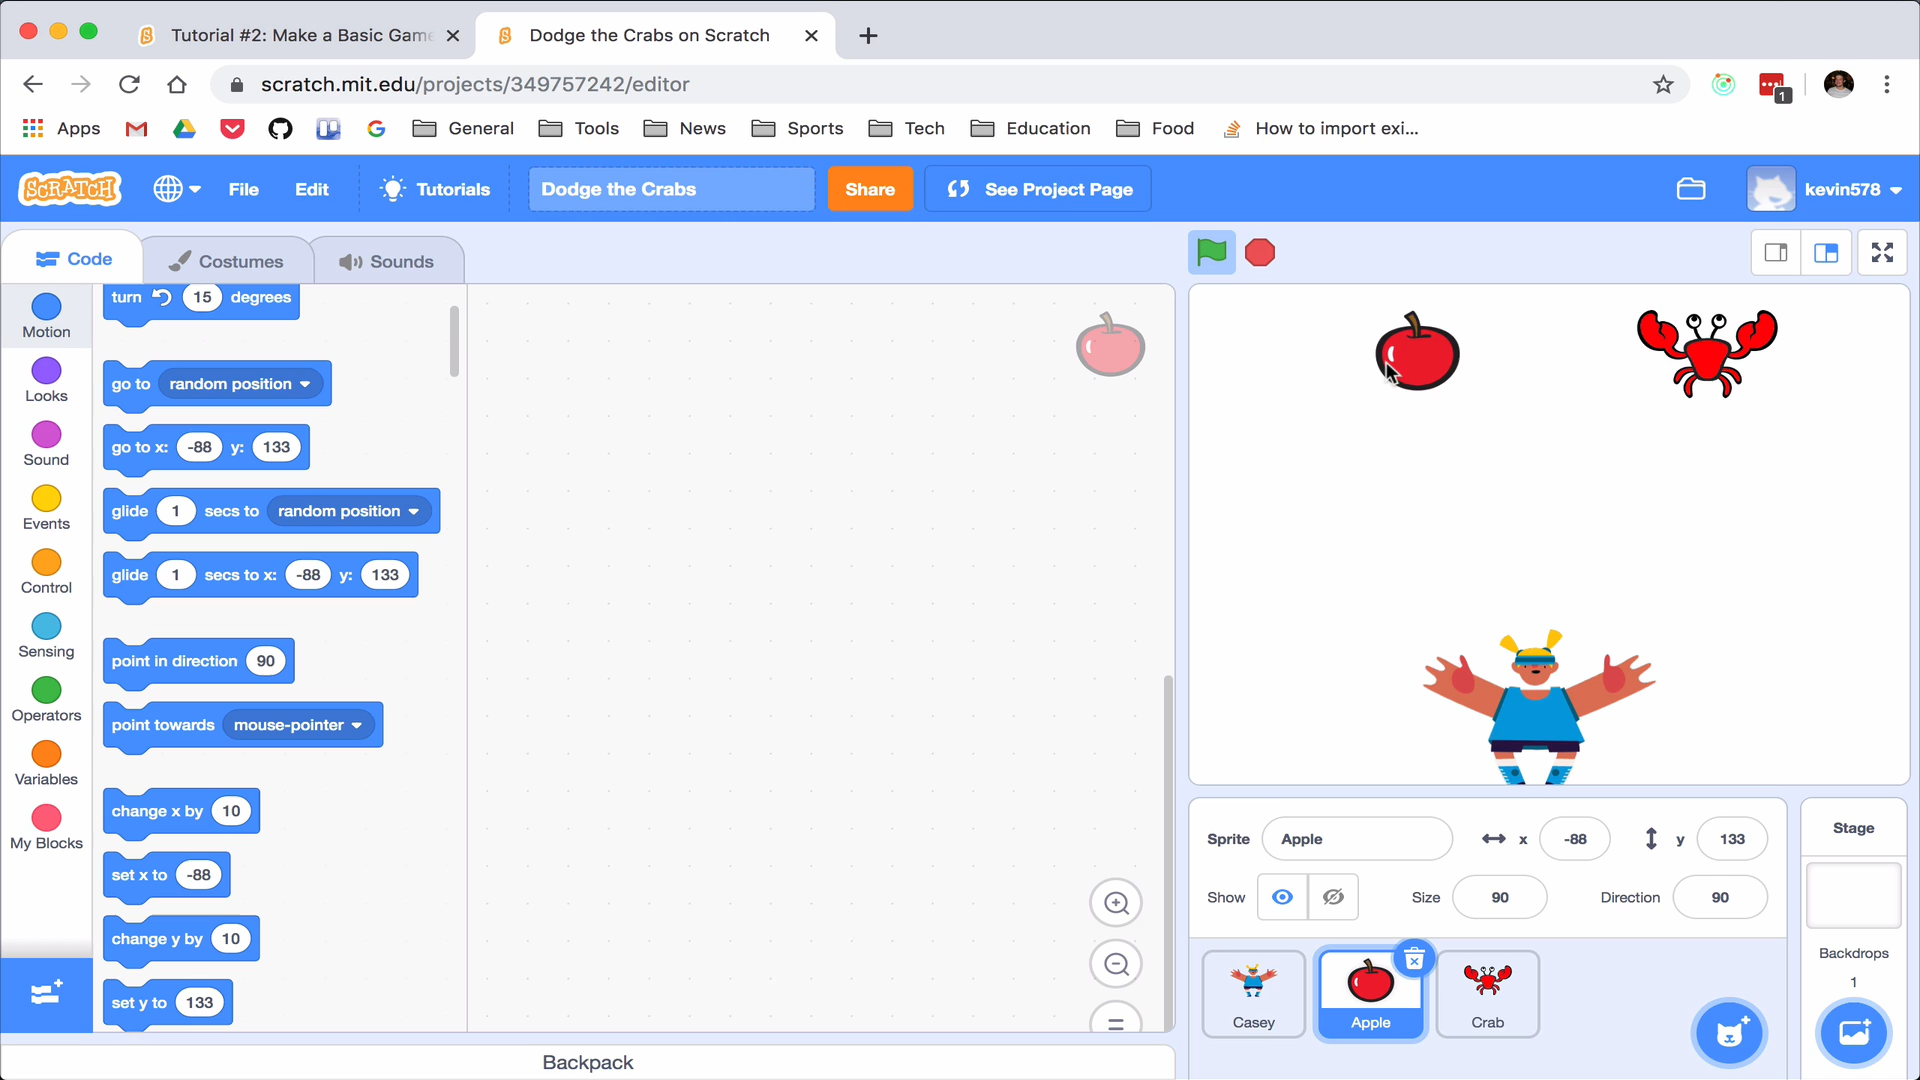 Tutorial #2: Make a Basic Game
Dodge the Crabs on Scratch
scratch.mit.edu/projects/349757242/editor
1
Apps
General
Tools
News
Sports
Tech
Education
Food
How to import exi...
SCRATCH
File
Edit
Tutorials
Dodge the Crabs
Share
See Project Page
kevin578
Code
Costumes
Sounds
Motion
Looks
Sound
Events
Control
Sensing
Operators
Variables
My Blocks
turn 15 degrees
go to random position
go to x: -88 y: 133
glide 1 secs to random position
glide 1 secs to x: -88 y: 133
point in direction 90
point towards mouse-pointer
change x by 10
set x to -88
change y by 10
set y to 133
Backpack
Sprite Apple x -88 y 133
Show Size 90 Direction 90
Casey
Apple
Crab
Stage
Backdrops
1